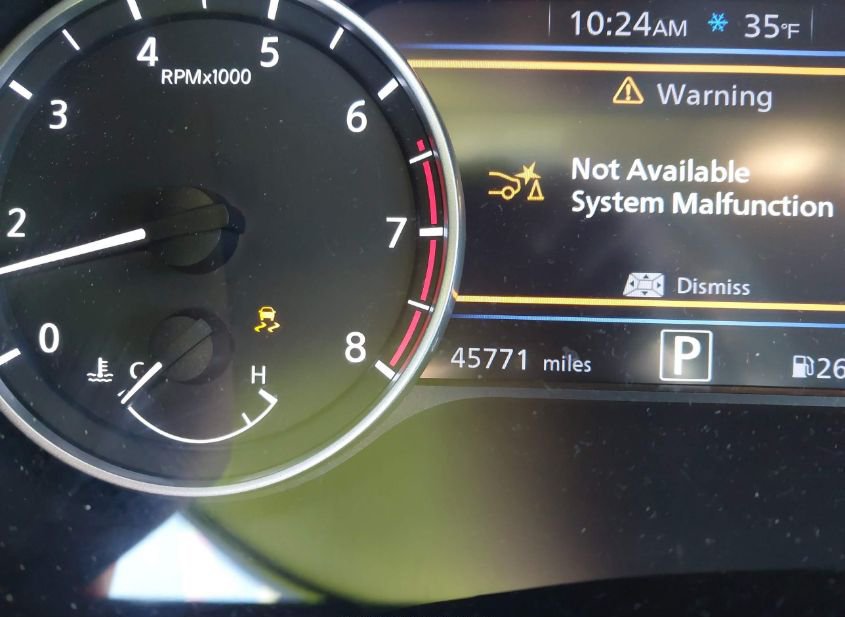 10:24AM 35°F
4 5
RPMx1000
Warning
3 6
Not Available
System Malfunction
2 7
Dismiss
0 8
45771 miles P 26
C H